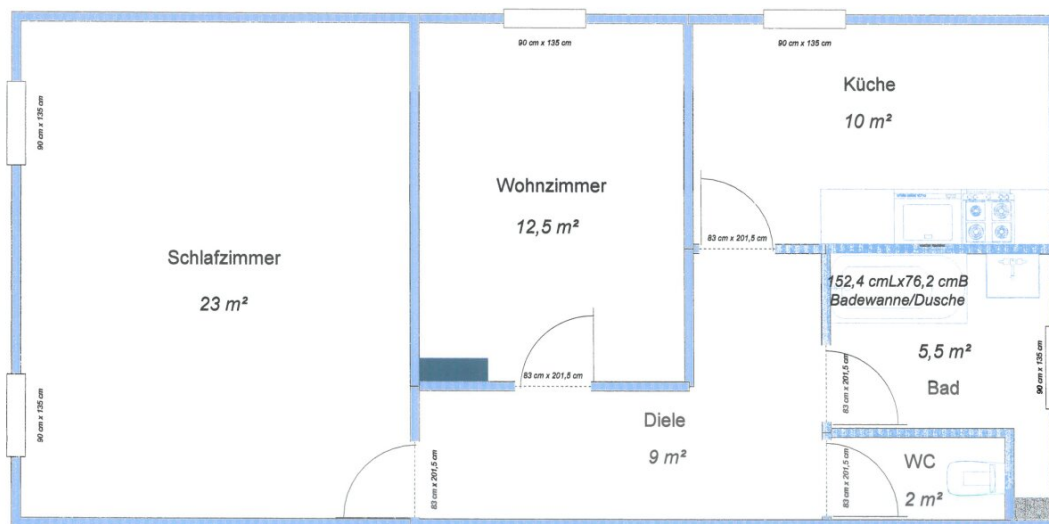 90 cm x 135 cm
90 cm x 135 cm
Küche
10 m²
90 cm x 135 cm
Wohnzimmer
12,5 m²
83 cm x 201,5 cm
Schlafzimmer
23 m²
152,4 cmLx76,2 cmB
Badewanne/Dusche
5,5 m²
Bad
83 cm x 201,5 cm
83 cm x 201,5 cm
90 cm x 135 cm
90 cm x 135 cm
Diele
9 m²
WC
2 m²
83 cm x 201,5 cm
83 cm x 201,5 cm